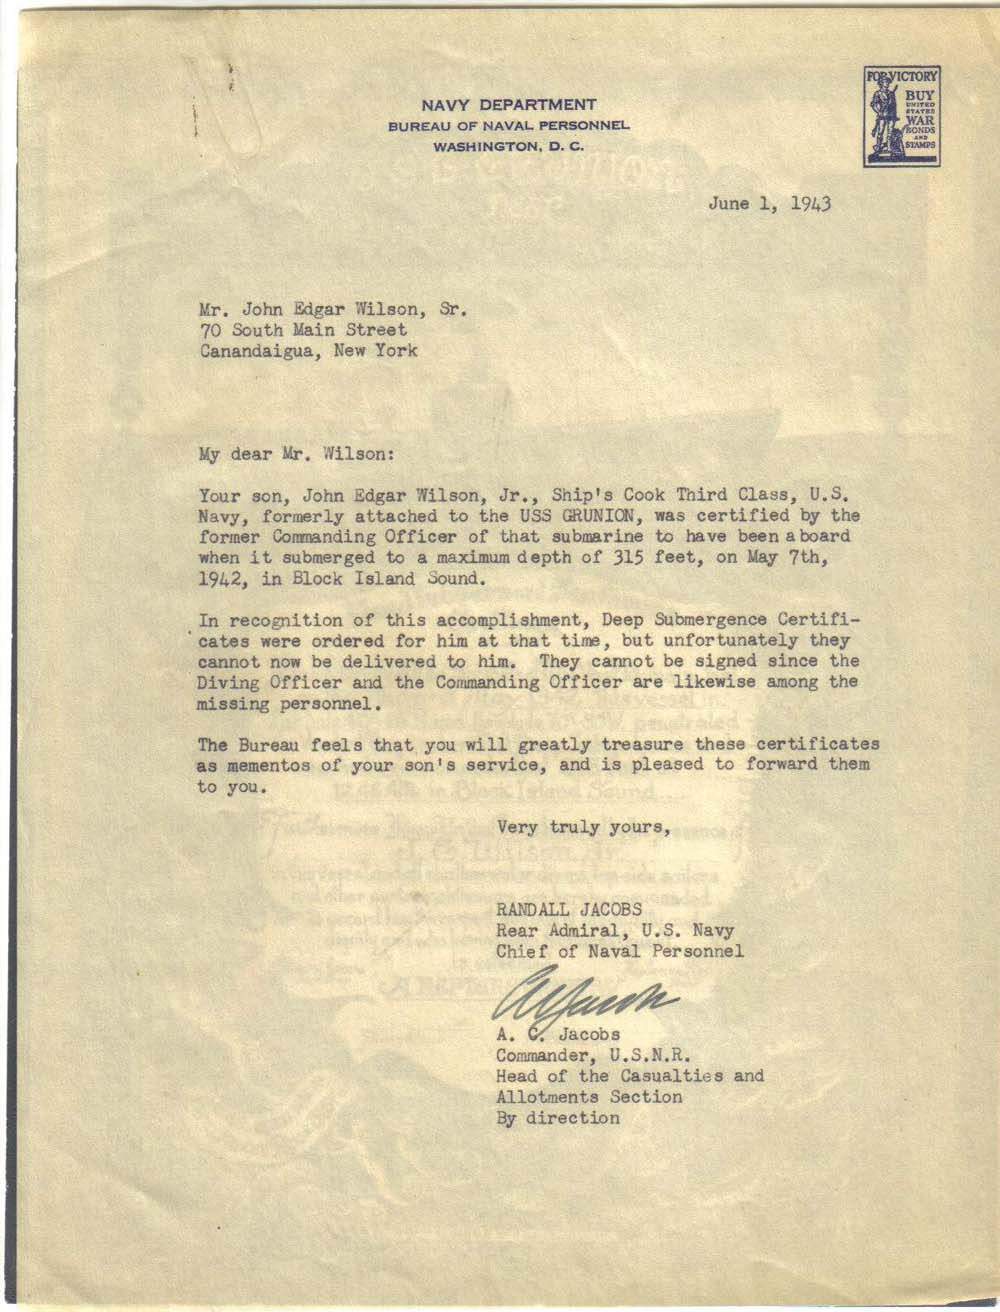 NAVY DEPARTMENT
BUREAU OF NAVAL PERSONNEL
WASHINGTON, D. C.
FOR VICTORY
BUY
UNITED
STATES
WAR
BONDS
AND
STAMPS
June 1, 1943
Mr. John Edgar Wilson, Sr.
70 South Main Street
Canandaigua, New York
My dear Mr. Wilson:
Your son, John Edgar Wilson, Jr., Ship's Cook Third Class, U.S.
Navy, formerly attached to the USS GRUNION, was certified by the
former Commanding Officer of that submarine to have been aboard
when it submerged to a maximum depth of 315 feet, on May 7th,
1942, in Block Island Sound.
In recognition of this accomplishment, Deep Submergence Certifi-
cates were ordered for him at that time, but unfortunately they
cannot now be delivered to him. They cannot be signed since the
Diving Officer and the Commanding Officer are likewise among the
missing personnel.
The Bureau feels that you will greatly treasure these certificates
as mementos of your son's service, and is pleased to forward them
to you.
Very truly yours,
RANDALL JACOBS
Rear Admiral, U.S. Navy
Chief of Naval Personnel
A. C. Jacobs
Commander, U.S.N.R.
Head of the Casualties and
Allotments Section
By direction